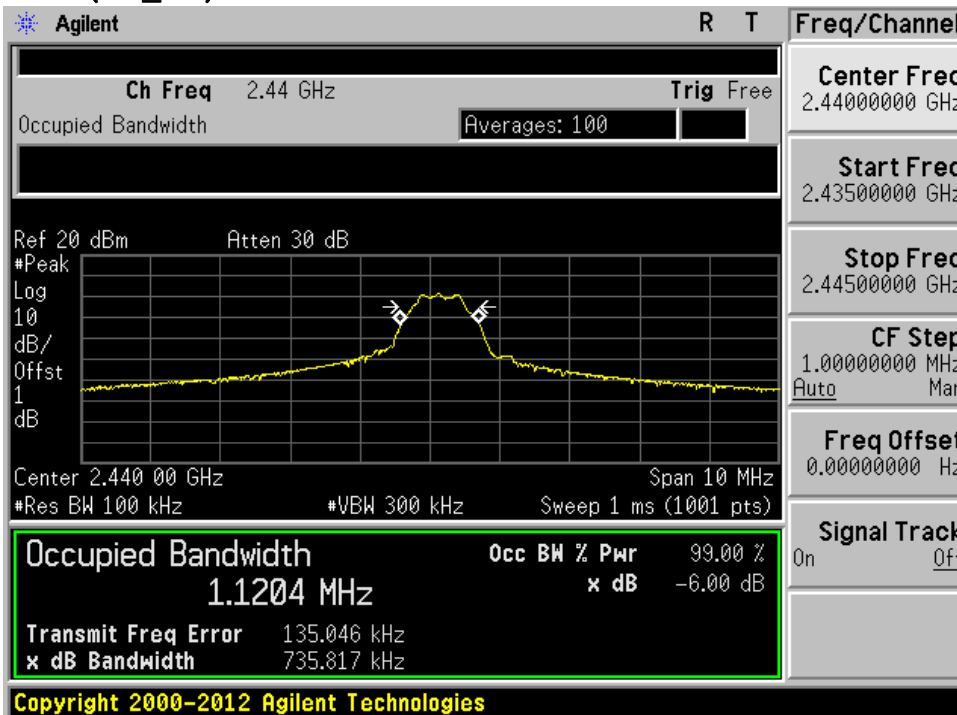 Agilent R T
Ch Freq 2.44 GHz Trig Free
Occupied Bandwidth Averages: 100
Ref 20 dBm Atten 30 dB
#Peak
Log
10
dB/
Offst
1
dB
Center 2.440 00 GHz Span 10 MHz
#Res BW 100 kHz #VBW 300 kHz Sweep 1 ms (1001 pts)
Occupied Bandwidth Occ BW % Pwr 99.00 %
1.1204 MHz x dB -6.00 dB
Transmit Freq Error 135.046 kHz
x dB Bandwidth 735.817 kHz
Copyright 2000-2012 Agilent Technologies
Freq/Channel
Center Freq
2.44000000 GHz
Start Freq
2.43500000 GHz
Stop Freq
2.44500000 GHz
CF Step
1.00000000 MHz
Auto Man
Freq Offset
0.00000000 Hz
Signal Track
On Off